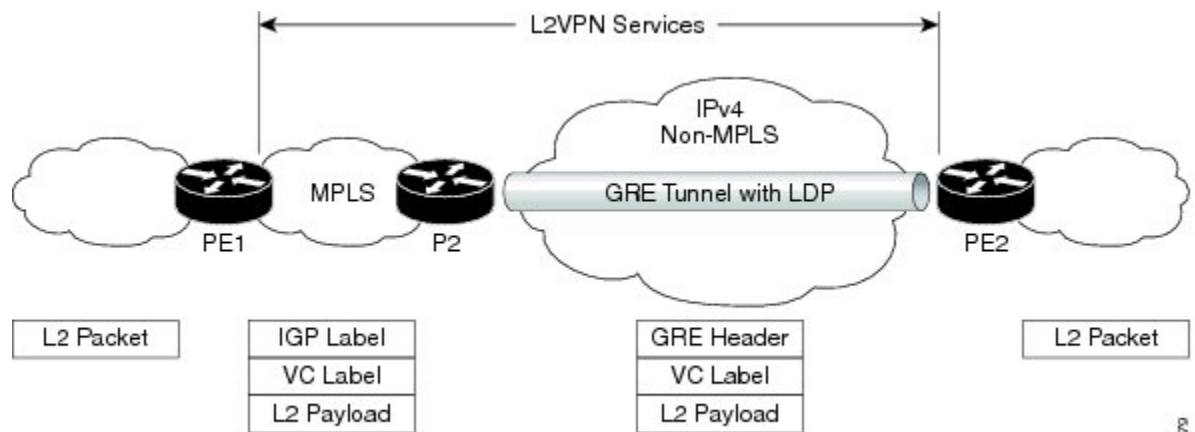 L2VPN Services
IPv4
Non-MPLS
MPLS
GRE Tunnel with LDP
PE1
P2
PE2
L2 Packet
IGP Label
GRE Header
L2 Packet
VC Label
VC Label
L2 Payload
L2 Payload